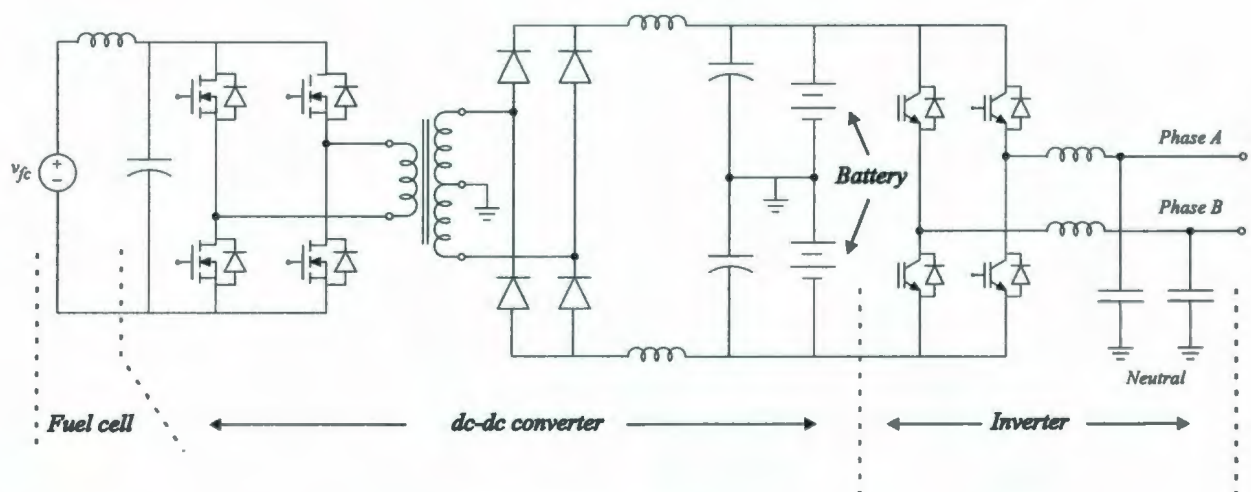 Phase A
v_fc
+
−
Battery
Phase B
Neutral
Fuel cell
dc-dc converter
Inverter